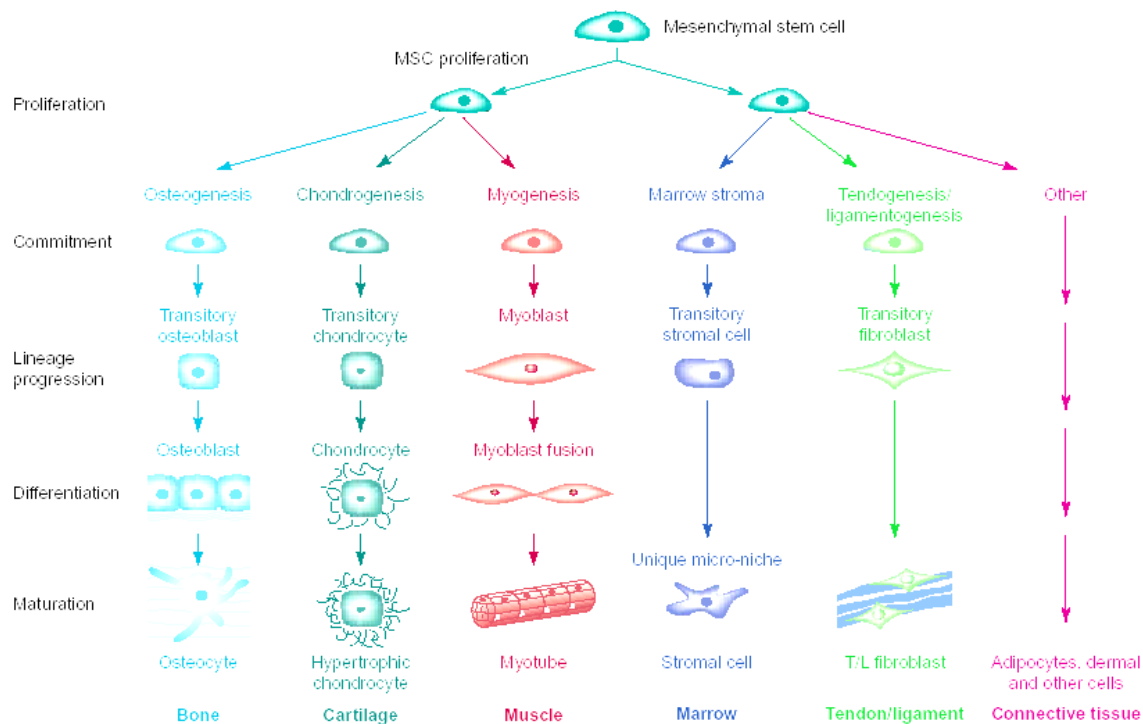 Mesenchymal stem cell
MSC proliferation
Proliferation
Osteogenesis Chondrogenesis Myogenesis Marrow stroma Tendogenesis/ Other
ligamentogenesis
Commitment
Transitory Transitory Myoblast Transitory Transitory
osteoblast chondrocyte stromal cell fibroblast
Lineage
progression
Osteoblast Chondrocyte Myoblast fusion
Differentiation
Unique micro-niche
Maturation
Osteocyte Hypertrophic Myotube Stromal cell T/L fibroblast Adipocytes, dermal
chondrocyte and other cells
Bone Cartilage Muscle Marrow Tendon/ligament Connective tissue